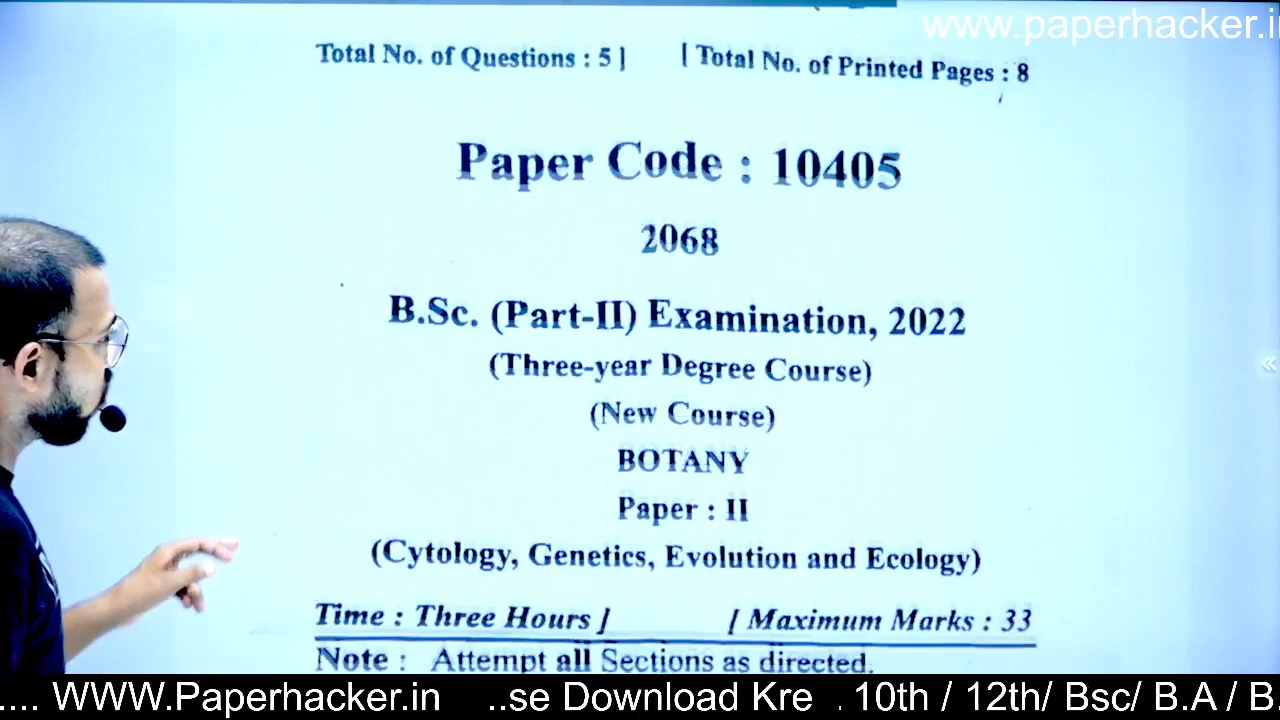 www.paperhacker.i
Total No. of Questions : 5 ] [ Total No. of Printed Pages : 8
Paper Code : 10405
2068
B.Sc. (Part-II) Examination, 2022
(Three-year Degree Course)
(New Course)
BOTANY
Paper : II
(Cytology, Genetics, Evolution and Ecology)
Time : Three Hours ] [ Maximum Marks : 33
Note : Attempt all Sections as directed.
.... WWW.Paperhacker.in ..se Download Kre . 10th / 12th/ Bsc/ B.A / B.